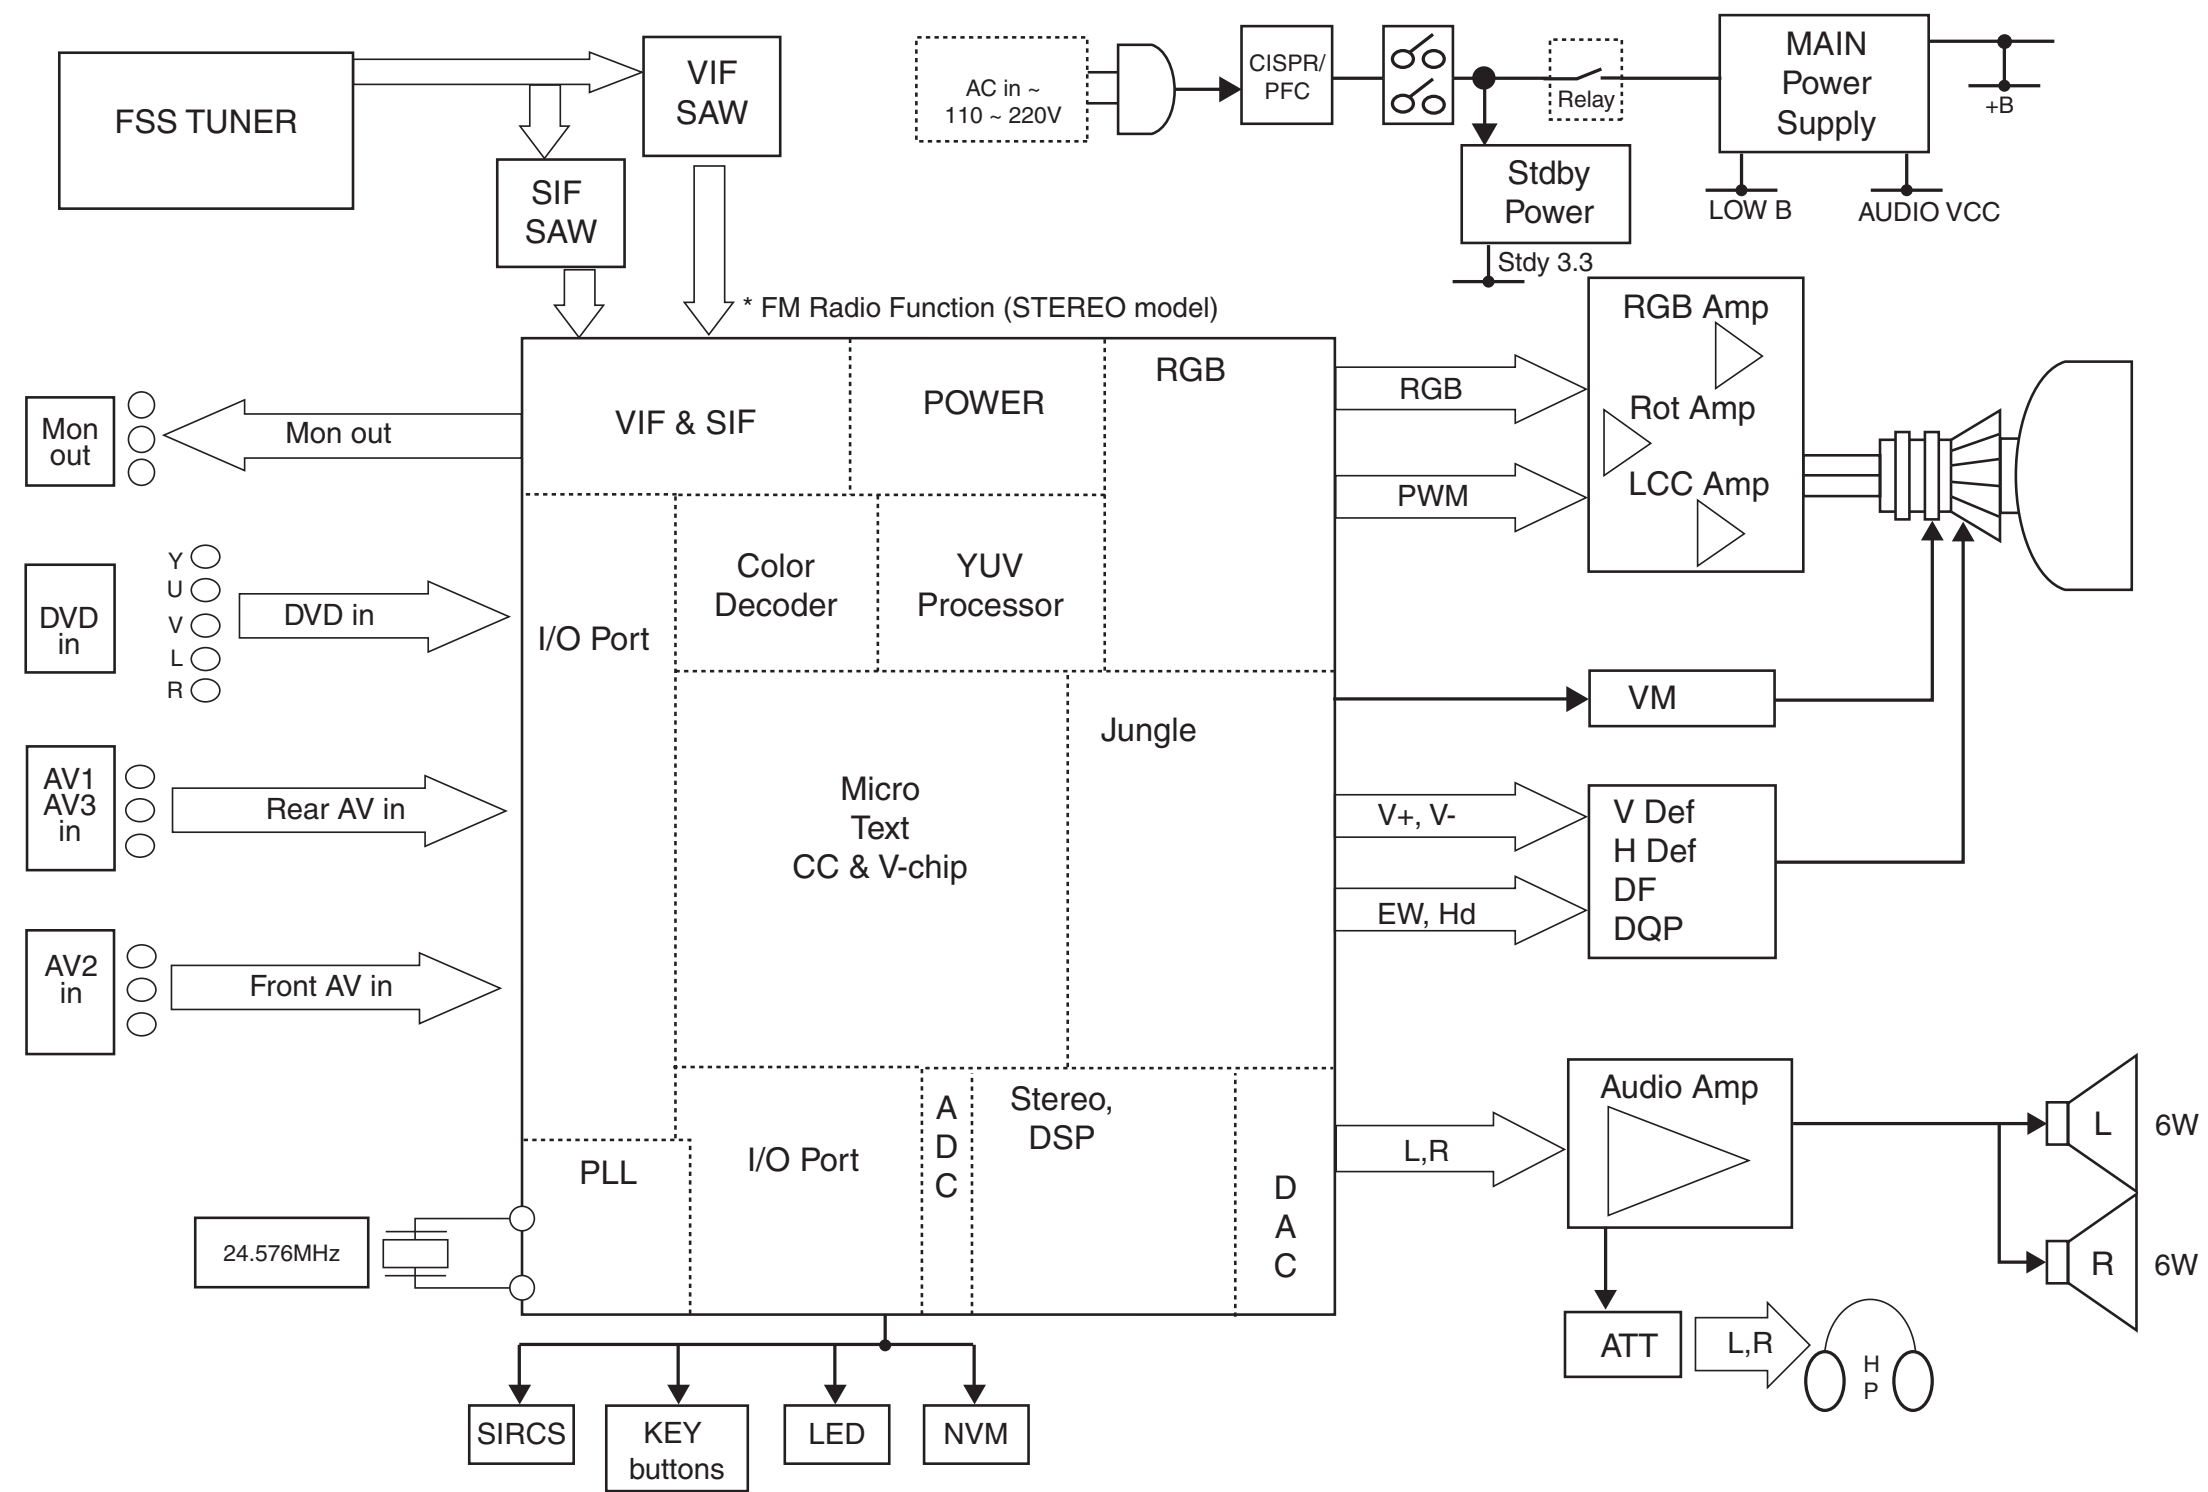 FSS TUNER
VIF
SAW
SIF
SAW
AC in ~
110 ~ 220V
CISPR/
PFC
Relay
MAIN
Power
Supply
+B
LOW B
AUDIO VCC
Stdby
Power
Stdy 3.3
* FM Radio Function (STEREO model)
Mon
out
Mon out
VIF & SIF
POWER
RGB
RGB
PWM
RGB Amp
Rot Amp
LCC Amp
DVD
in
Y
U
V
L
R
DVD in
I/O Port
Color
Decoder
YUV
Processor
AV1
AV3
in
Rear AV in
Micro
Text
CC & V-chip
Jungle
VM
V+, V-
EW, Hd
V Def
H Def
DF
DQP
AV2
in
Front AV in
PLL
I/O Port
A
D
C
Stereo,
DSP
D
A
C
L,R
Audio Amp
L
6W
R
6W
24.576MHz
ATT
L,R
H
P
SIRCS
KEY
buttons
LED
NVM